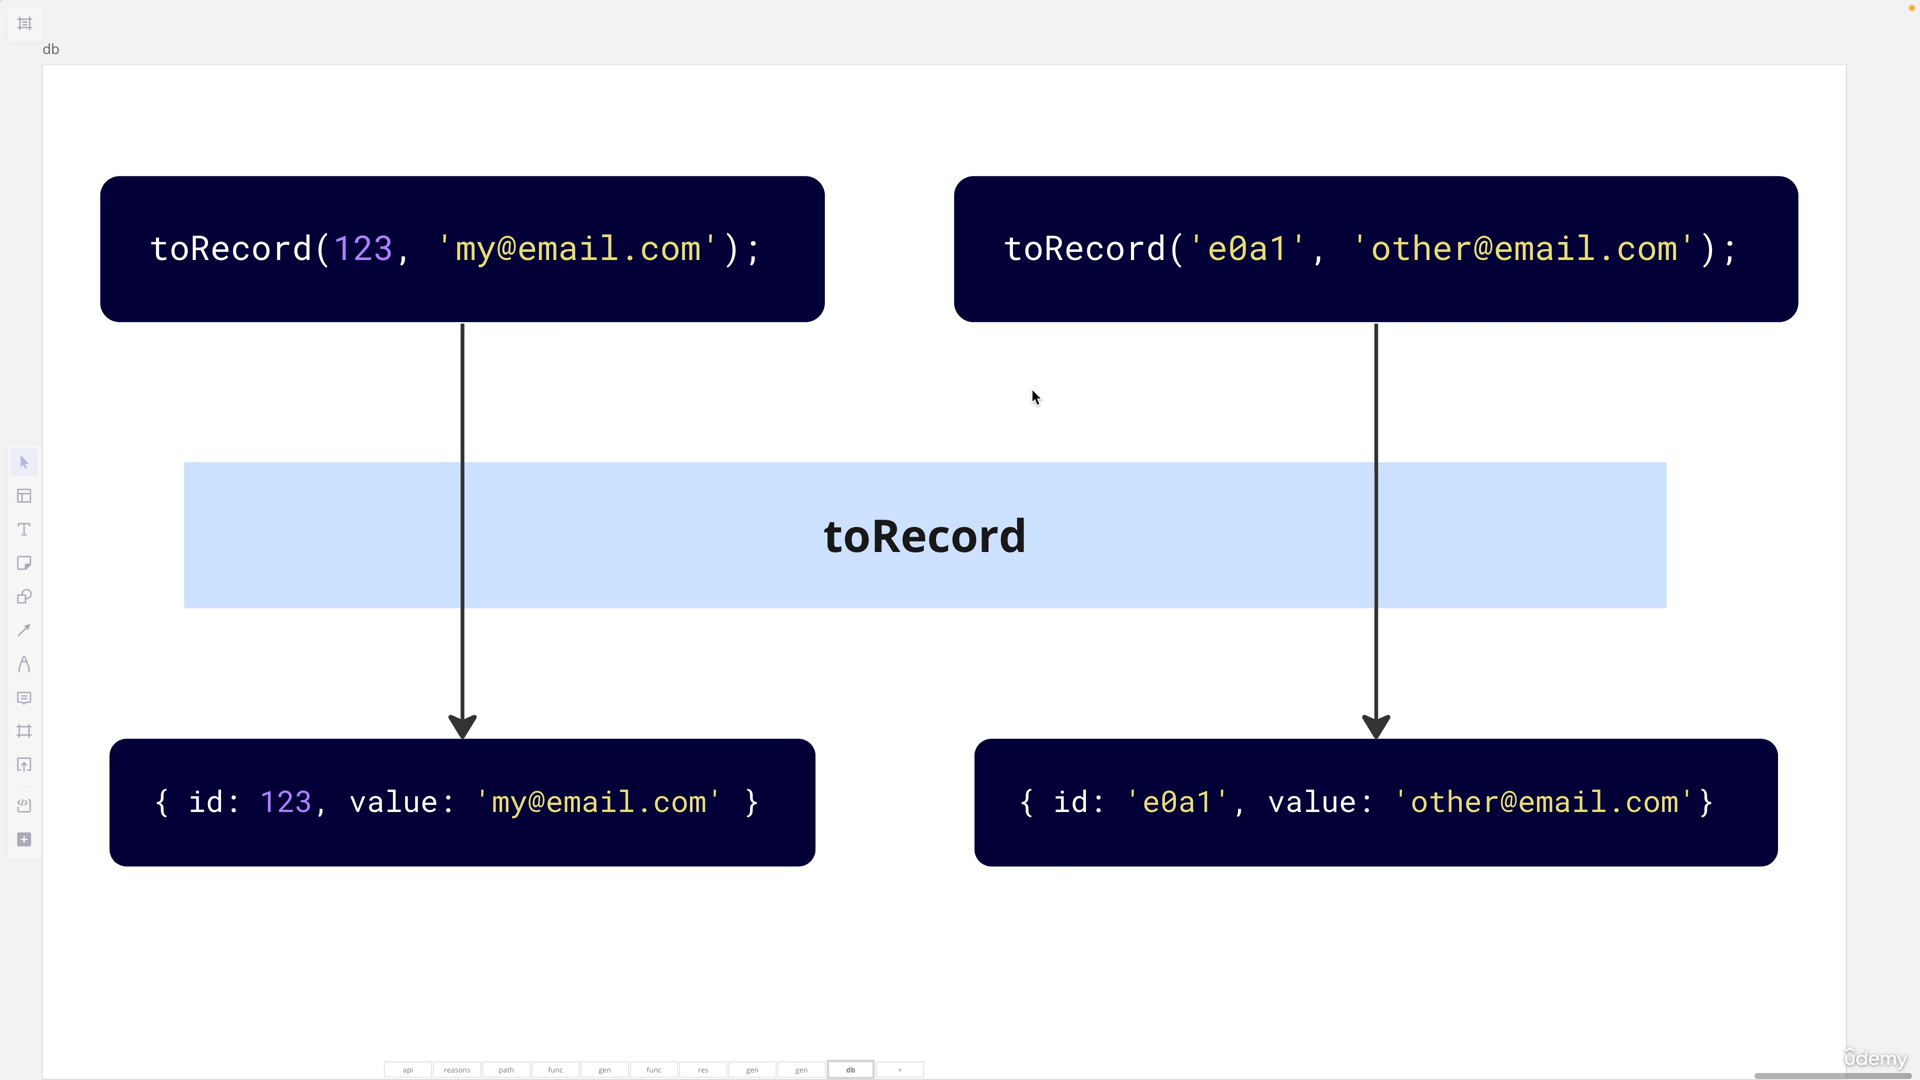 db
toRecord(123, 'my@email.com');
toRecord('e0a1', 'other@email.com');
toRecord
{ id: 123, value: 'my@email.com' }
{ id: 'e0a1', value: 'other@email.com'}
api reasons path func gen func res gen gen db +
ûdemy